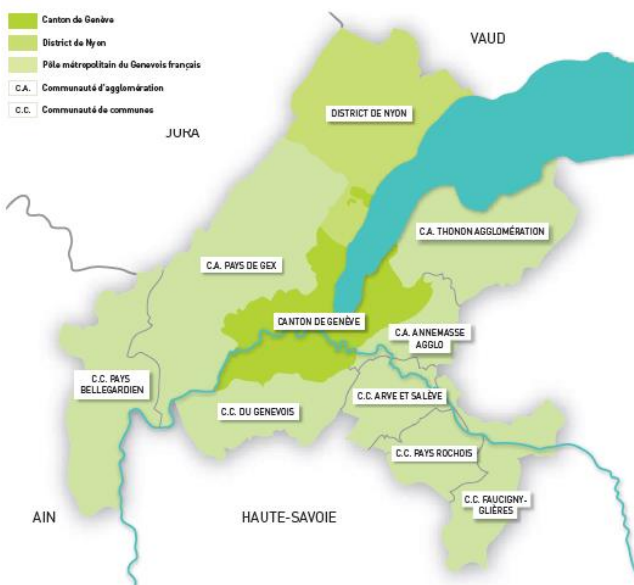 Canton de Genève
District de Nyon
Pôle métropolitain du Genevois français
C.A. Communauté d'agglomération
C.C. Communauté de communes
VAUD
JURA
DISTRICT DE NYON
C.A. THONON AGGLOMÉRATION
C.A. PAYS DE GEX
CANTON DE GENÈVE
C.A. ANNEMASSE
AGGLO
C.C. PAYS
BELLEGARDIEN
C.C. ARVE ET SALÈVE
C.C. DU GENEVOIS
C.C. PAYS ROCHOIS
C.C. FAUCIGNY-
GLIÈRES
AIN
HAUTE-SAVOIE